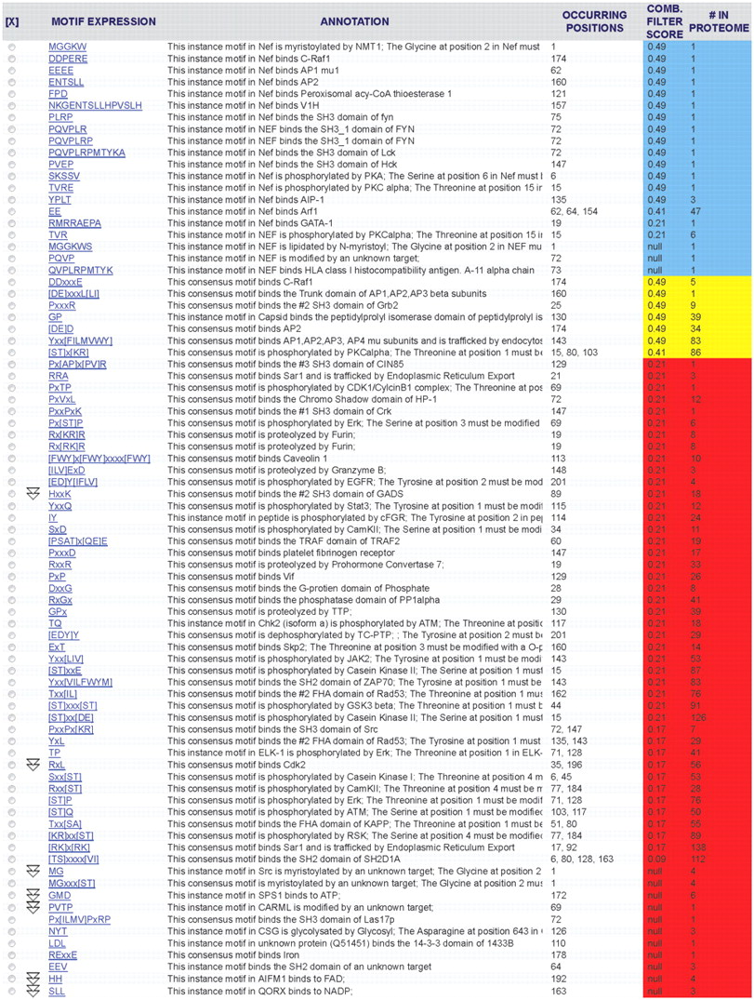 [X] MOTIF EXPRESSION ANNOTATION OCCURRING POSITIONS COMB. FILTER SCORE # IN PROTEOME
MGGKW This instance motif in Nef is myristoylated by NMT1; The Glycine at position 2 in Nef must 1 0.49 1
DDPERE This instance motif in Nef binds C-Raf1 174 0.49 1
EEEE This instance motif in Nef binds AP1 mu1 62 0.49 1
ENTSLL This instance motif in Nef binds AP2 160 0.49 1
FPD This instance motif in Nef binds Peroxisomal acy-CoA thioesterase 1 121 0.49 1
NKGENTSLLHPVSLH This instance motif in Nef binds V1H 157 0.49 1
PLRP This instance motif in Nef binds the SH3 domain of fyn 75 0.49 1
PQVPLR This instance motif in NEF binds the SH3_1 domain of FYN 72 0.49 1
PQVPLRP This instance motif in NEF binds the SH3_1 domain of FYN 72 0.49 1
PQVPLRPMTYKA This instance motif in NEF binds the SH3 domain of Lck 72 0.49 1
PVEP This instance motif in Nef binds the SH3 domain of Hck 147 0.49 1
SKSSV This instance motif in Nef is phosphorylated by PKA; The Serine at position 6 in Nef must b 6 0.49 1
TVRE This instance motif in Nef is phosphorylated by PKC alpha; The Threonine at position 15 ir 15 0.49 1
YPLT This instance motif in Nef binds AIP-1 135 0.49 3
EE This instance motif in Nef binds Arf1 62, 64, 154 0.41 47
RMRRAEPA This instance motif in Nef binds GATA-1 19 0.21 1
TVR This instance motif in NEF is phosphorylated by PKCalpha; The Threonine at position 15 ir 15 0.21 6
MGGKWS This instance motif in NEF is lipidated by N-myristoyl; The Glycine at position 2 in NEF mu 1 null 1
PQVP This instance motif in NEF is modified by an unknown target; 72 null 1
QVPLRPMTYK This instance motif in NEF binds HLA class I histocompatibility antigen. A-11 alpha chain 73 null 1
DDxxxE This consensus motif binds C-Raf1 174 0.49 5
[DE]xxxL[LI] This consensus motif binds the Trunk domain of AP1,AP2,AP3 beta subunits 160 0.49 1
PxxxR This consensus motif binds the #2 SH3 domain of Grb2 25 0.49 9
GP This instance motif in Capsid binds the peptidylprolyl isomerase domain of peptidylprolyl is 130 0.49 39
[DE]D This consensus motif binds AP2 174 0.49 34
Yxx[FILMVWY] This consensus motif binds AP1,AP2,AP3, AP4 mu subunits and is trafficked by endocytos 143 0.49 83
[ST]x[KR] This consensus motif is phosphorylated by PKCalpha; The Threonine at position 1 must be 15, 80, 103 0.41 86
Px[AP]x[PV]R This consensus motif binds the #3 SH3 domain of CIN85 129 0.21 1
RRA This consensus motif binds Sar1 and is trafficked by Endoplasmic Reticulum Export 21 0.21 3
PxTP This consensus motif is phosphorylated by CDK1/CylcinB1 complex; The Threonine at pos 69 0.21 1
PxVxL This consensus motif binds the Chromo Shadow domain of HP-1 72 0.21 12
PxxPxK This consensus motif binds the #1 SH3 domain of Crk 147 0.21 1
Px[ST]P This consensus motif is phosphorylated by Erk; The Serine at position 3 must be modified 69 0.21 6
Rx[KR]R This consensus motif is proteolyzed by Furin; 19 0.21 8
Rx[RK]R This consensus motif is proteolyzed by Furin; 19 0.21 8
[FWY]x[FWY]xxxx[FWY] This consensus motif binds Caveolin 1 113 0.21 10
[ILV]ExD This consensus motif is proteolyzed by Granzyme B; 148 0.21 3
[ED]Y[IFLV] This consensus motif is phosphorylated by EGFR; The Tyrosine at position 2 must be mod 201 0.21 4
HxxK This consensus motif binds the #2 SH3 domain of GADS 89 0.21 18
YxxQ This consensus motif is phosphorylated by Stat3; The Tyrosine at position 1 must be modif 115 0.21 12
IY This instance motif in peptide is phosphorylated by cFGR; The Tyrosine at position 2 in pep 114 0.21 24
SxD This consensus motif is phosphorylated by CamKII; The Serine at position 1 must be modif 34 0.21 11
[PSAT]x[QE]E This consensus motif binds the TRAF domain of TRAF2 60 0.21 19
PxxxD This consensus motif binds platelet fibrinogen receptor 147 0.21 17
RxxR This consensus motif is proteolyzed by Prohormone Convertase 7; 19 0.21 33
PxP This consensus motif binds Vif 129 0.21 26
DxxG This consensus motif binds the G-protien domain of Phosphate 28 0.21 8
RxGx This consensus motif binds the phosphatase domain of PP1alpha 29 0.21 41
GPx This consensus motif is proteolyzed by TTP; 130 0.21 39
TQ This instance motif in Chk2 (isoform a) is phosphorylated by ATM; The Threonine at positic 117 0.21 18
[EDY]Y This consensus motif is dephosphorylated by TC-PTP; ; The Tyrosine at position 2 must b 201 0.21 29
ExT This consensus motif binds Skp2; The Threonine at position 3 must be modified with a O-p 160 0.21 14
Yxx[LIV] This consensus motif is phosphorylated by JAK2; The Tyrosine at position 1 must be modif 143 0.21 53
[ST]xxE This consensus motif is phosphorylated by Casein Kinase II; The Serine at position 1 must 15 0.21 87
Yxx[VILFWYM] This consensus motif binds the SH2 domain of ZAP70; The Tyrosine at position 1 must be 143 0.21 83
Txx[IL] This consensus motif binds the #2 FHA domain of Rad53; The Threonine at position 1 mus 162 0.21 76
[ST]xxx[ST] This consensus motif is phosphorylated by GSK3 beta; The Threonine at position 1 must b 44 0.21 91
[ST]xx[DE] This consensus motif is phosphorylated by Casein Kinase II; The Serine at position 1 must 15 0.21 126
PxxPx[KR] This consensus motif binds the SH3 domain of Src 72, 147 0.17 7
YxL This consensus motif binds the #2 FHA domain of Rad53; The Tyrosine at position 1 must 135, 143 0.17 29
TP This instance motif in ELK-1 is phosphorylated by Erk; The Threonine at position 1 in ELK- 71, 128 0.17 41
RxL This consensus motif binds Cdk2 35, 196 0.17 56
Sxx[ST] This consensus motif is phosphorylated by Casein Kinase I; The Serine at position 4 m 6, 45 0.17 53
Rxx[ST] This consensus motif is phosphorylated by CamKII; The Threonine at position 4 must be m 77, 184 0.17 28
[ST]P This consensus motif is phosphorylated by Erk; The Threonine at position 1 must be modif 71, 128 0.17 76
[ST]Q This consensus motif is phosphorylated by ATM; The Serine at position 1 must be modified 103, 117 0.17 50
Txx[SA] This consensus motif binds the FHA domain of KAPP; The Threonine at position 1 must be 51, 80 0.17 55
[KR]xx[ST] This consensus motif is phosphorylated by RSK; The Serine at position 4 must be modified 77, 184 0.17 89
[RK]x[RK] This consensus motif binds Sar1 and is trafficked by Endoplasmic Reticulum Export 17, 92 0.17 138
[TS]xxxx[VI] This consensus motif binds the SH2 domain of SH2D1A 6, 80, 128, 163 0.09 112
MG This instance motif in Src is myristoylated by an unknown target; The Glycine at position 2 1 null 4
MGxxx[ST] This consensus motif is myristoylated by an unknown target; The Glycine at position 2 mus 1 null 4
GMD This instance motif in SPS1 binds to ATP; 172 null 6
PVTP This instance motif in CARML is modified by an unknown target; 69 null 1
Px[ILMV]PxRP This consensus motif binds the SH3 domain of Las17p 72 null 1
NYT This instance motif in CSG is glycolysated by Glycosyl; The Asparagine at position 643 in 126 null 3
LDL This instance motif in unknown protein (Q51451) binds the 14-3-3 domain of 1433B 110 null 1
RExxE This consensus motif binds Iron 178 null 1
EEV This instance motif binds the SH2 domain of an unknown target 64 null 3
HH This instance motif in AIFM1 binds to FAD; 192 null 4
SLL This instance motif in QORX binds to NADP; 163 null 3